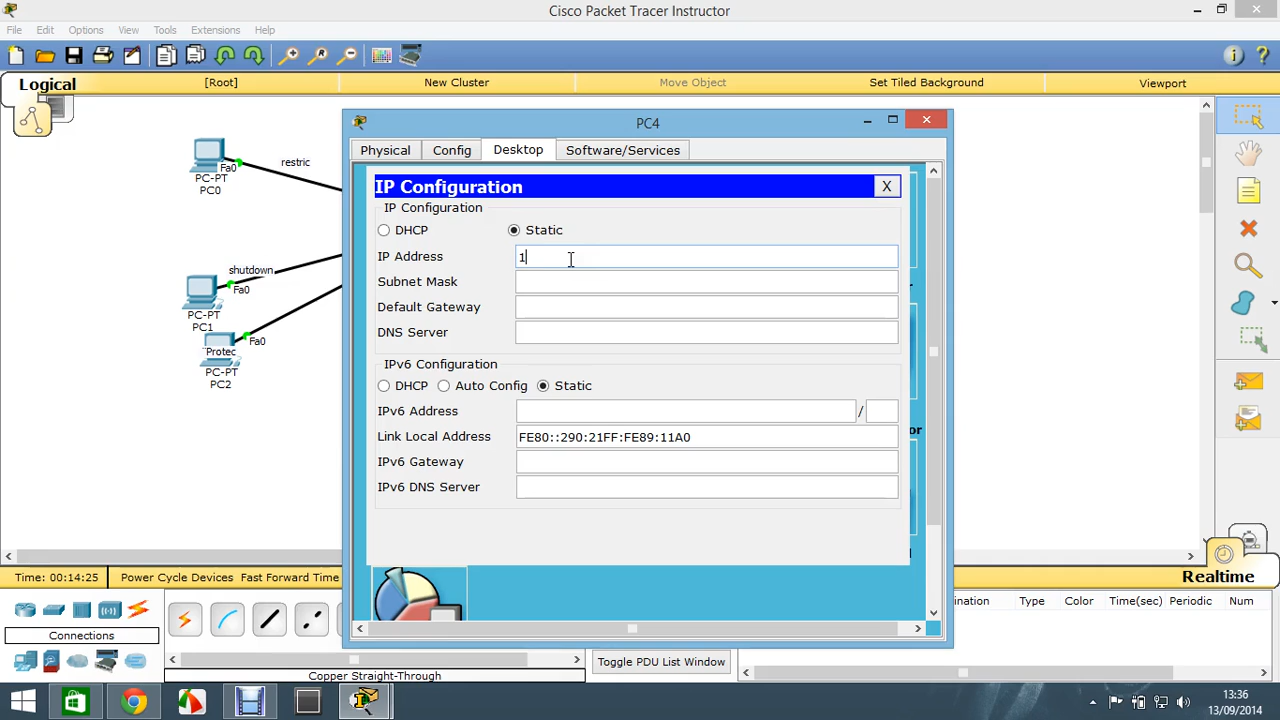 Cisco Packet Tracer Instructor
File Edit Options View Tools Extensions Help
Logical [Root] New Cluster Move Object Set Tiled Background Viewport
PC4
Physical Config Desktop Software/Services
IP Configuration X
IP Configuration
DHCP Static
IP Address 1
Subnet Mask
Default Gateway
DNS Server
IPv6 Configuration
DHCP Auto Config Static
IPv6 Address /
Link Local Address FE80::290:21FF:FE89:11A0
IPv6 Gateway
IPv6 DNS Server
restric
Fa0
PC-PT
PC0
shutdown
Fa0
PC-PT
PC1
Fa0
Protec
PC-PT
PC2
Time: 00:14:25 Power Cycle Devices Fast Forward Time
Realtime
Connections
Copper Straight-Through
Toggle PDU List Window
Type Color Time(sec) Periodic Num
13:36
13/09/2014